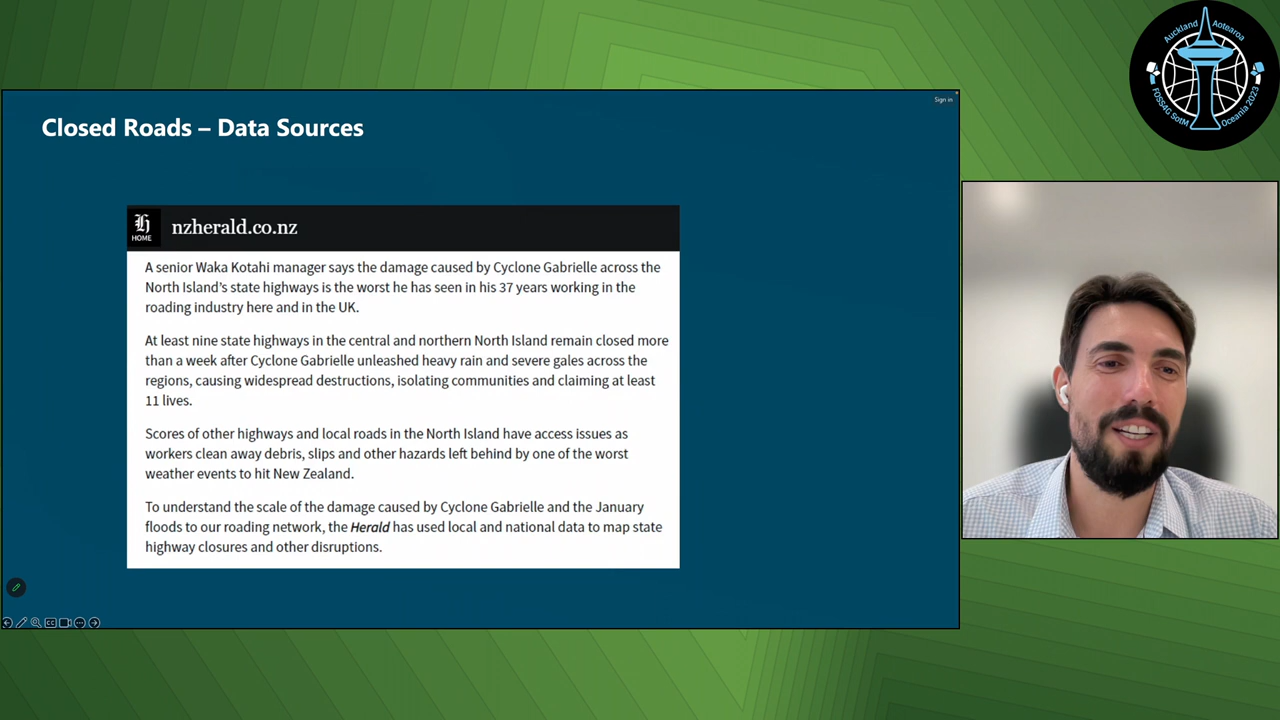 Auckland Aotearoa
FOSS4G SotM Oceania 2023
Sign in
Closed Roads – Data Sources
H
HOME
nzherald.co.nz
A senior Waka Kotahi manager says the damage caused by Cyclone Gabrielle across the
North Island's state highways is the worst he has seen in his 37 years working in the
roading industry here and in the UK.
At least nine state highways in the central and northern North Island remain closed more
than a week after Cyclone Gabrielle unleashed heavy rain and severe gales across the
regions, causing widespread destructions, isolating communities and claiming at least
11 lives.
Scores of other highways and local roads in the North Island have access issues as
workers clean away debris, slips and other hazards left behind by one of the worst
weather events to hit New Zealand.
To understand the scale of the damage caused by Cyclone Gabrielle and the January
floods to our roading network, the Herald has used local and national data to map state
highway closures and other disruptions.